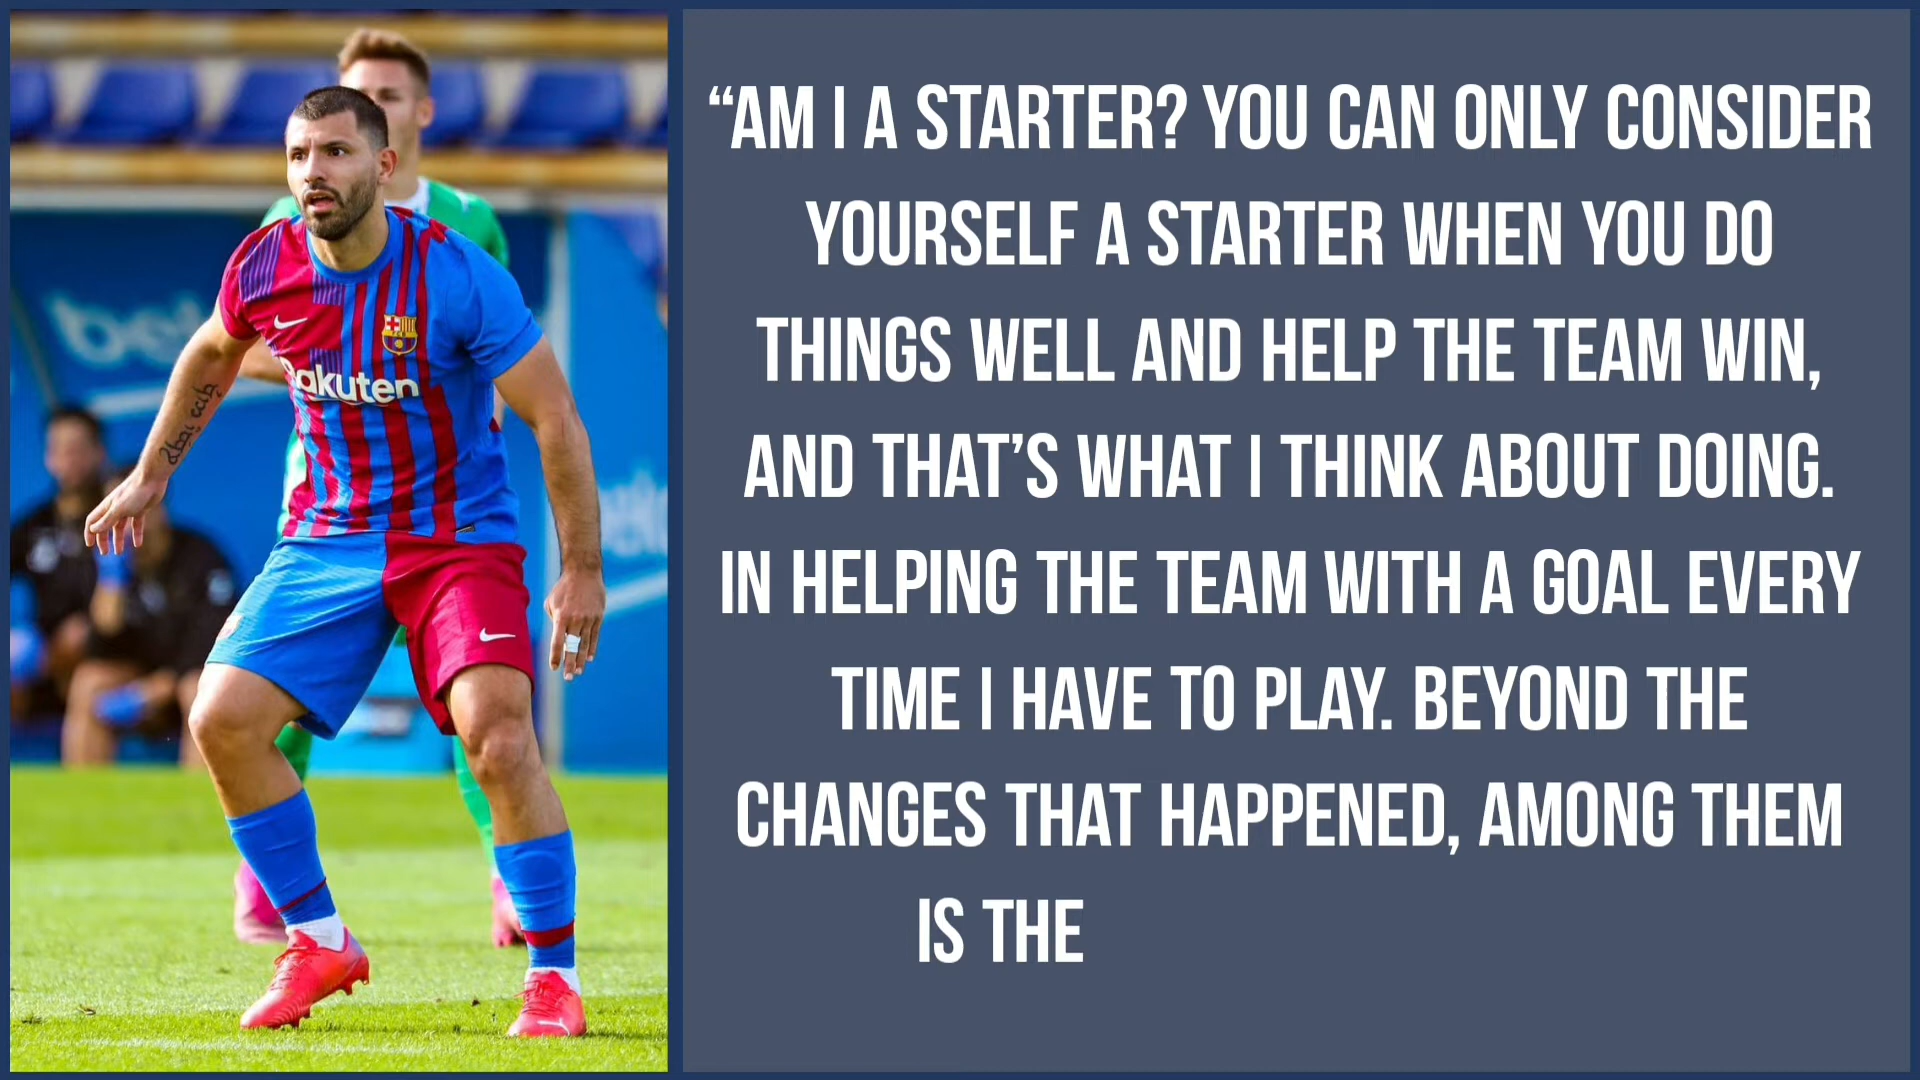 “AM I A STARTER? YOU CAN ONLY CONSIDER
YOURSELF A STARTER WHEN YOU DO
THINGS WELL AND HELP THE TEAM WIN,
AND THAT’S WHAT I THINK ABOUT DOING.
IN HELPING THE TEAM WITH A GOAL EVERY
TIME I HAVE TO PLAY. BEYOND THE
CHANGES THAT HAPPENED, AMONG THEM
IS THE
Rakuten